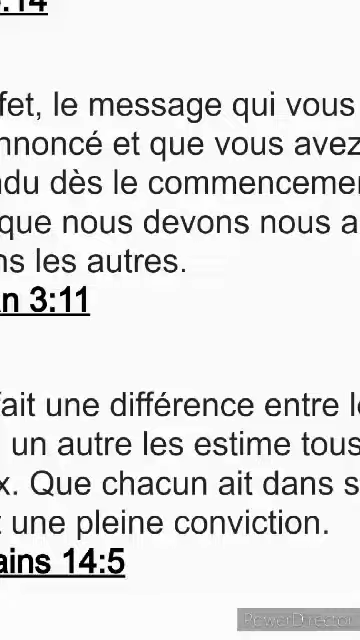 fet, le message qui vous
nnoncé et que vous avez
ndu dès le commencemen
que nous devons nous a
ns les autres.
n 3:11
fait une différence entre le
un autre les estime tous
x. Que chacun ait dans s
une pleine conviction.
ains 14:5
PowerDirector